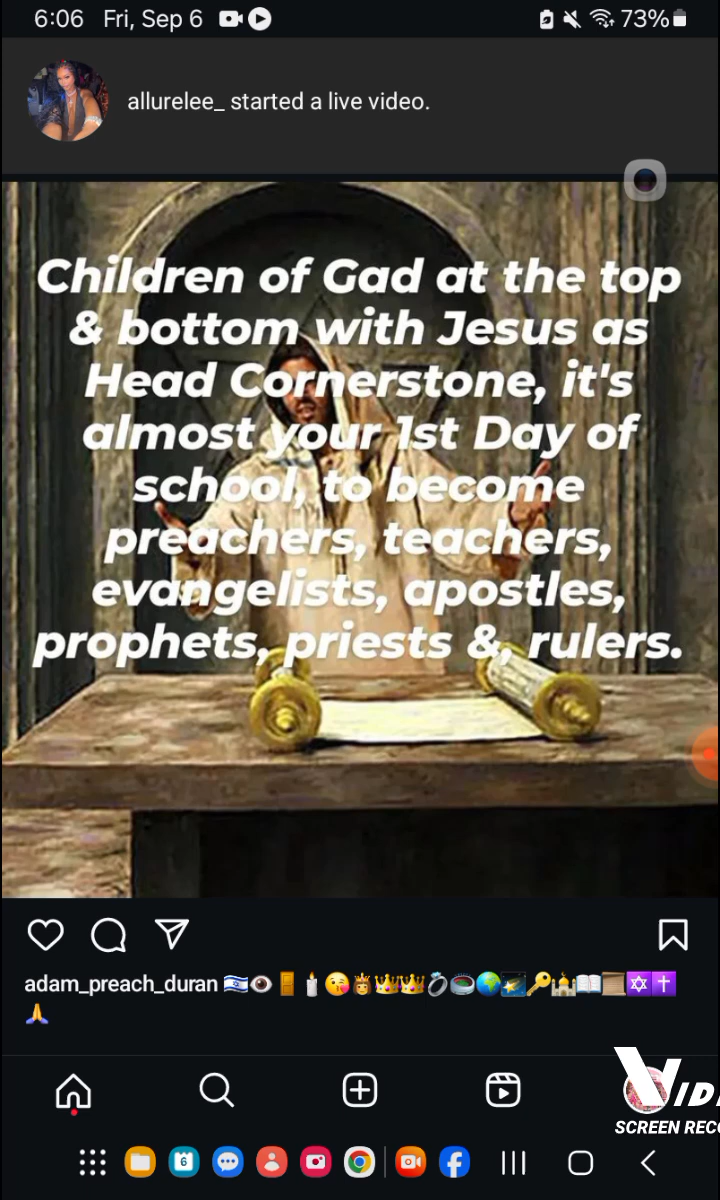 6:06 Fri, Sep 6 73%
allurelee_ started a live video.
Children of Gad at the top
& bottom with Jesus as
Head Cornerstone, it's
almost your 1st Day of
school, to become
preachers, teachers,
evangelists, apostles,
prophets, priests &, rulers.
adam_preach_duran 🇮🇱👁️🚪🕯️😘👸👑👑💍🏟️🌍🌠🔑🕌📖📜🔯✝️
🙏
6
SCREEN REC